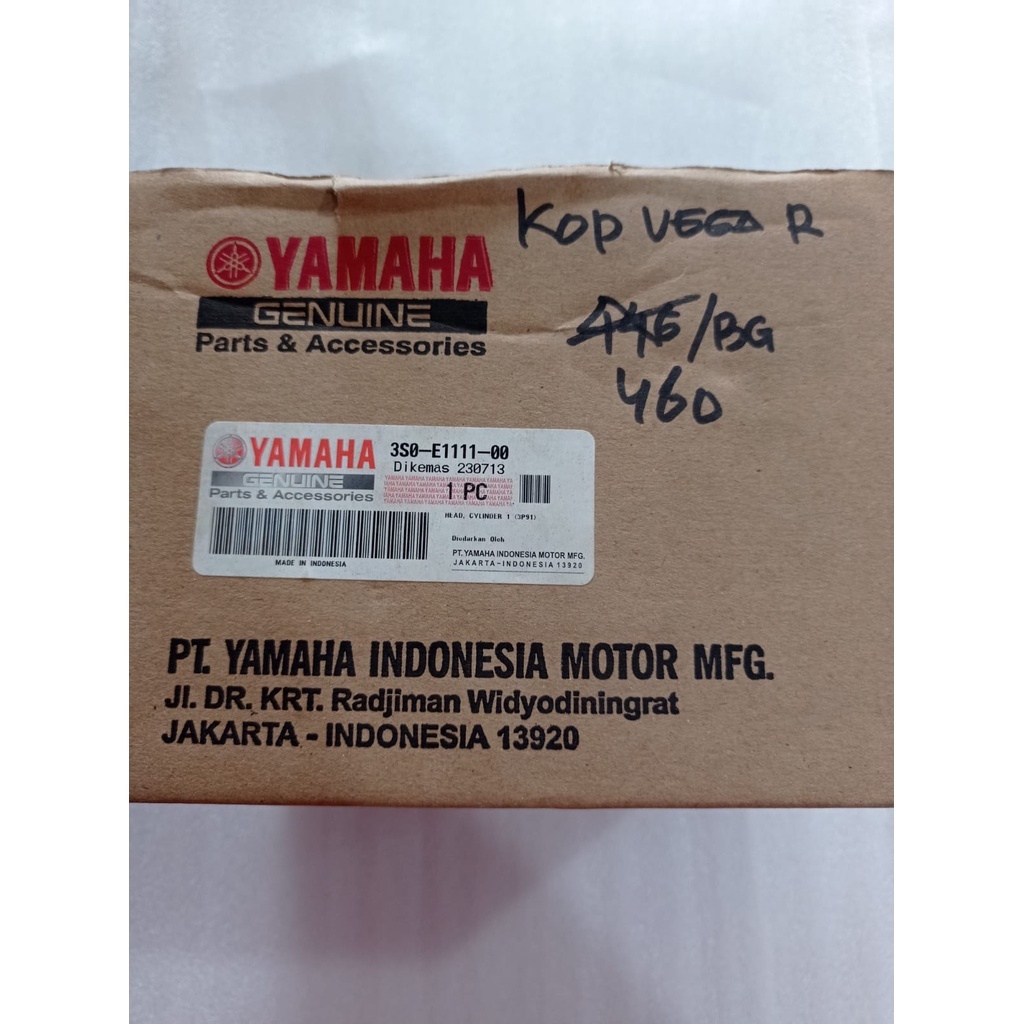 KOP VEGA R
YAMAHA
GENUINE
Parts & Accessories
/BG
460
YAMAHA
GENUINE
Parts & Accessories
3S0-E1111-00
Dikemas 230713
1 PC
HEAD, CYLINDER 1 (3P91)
Diedarkan Oleh
PT. YAMAHA INDONESIA MOTOR MFG.
JAKARTA-INDONESIA 13920
MADE IN INDONESIA
PT. YAMAHA INDONESIA MOTOR MFG.
Jl. DR. KRT. Radjiman Widyodiningrat
JAKARTA - INDONESIA 13920